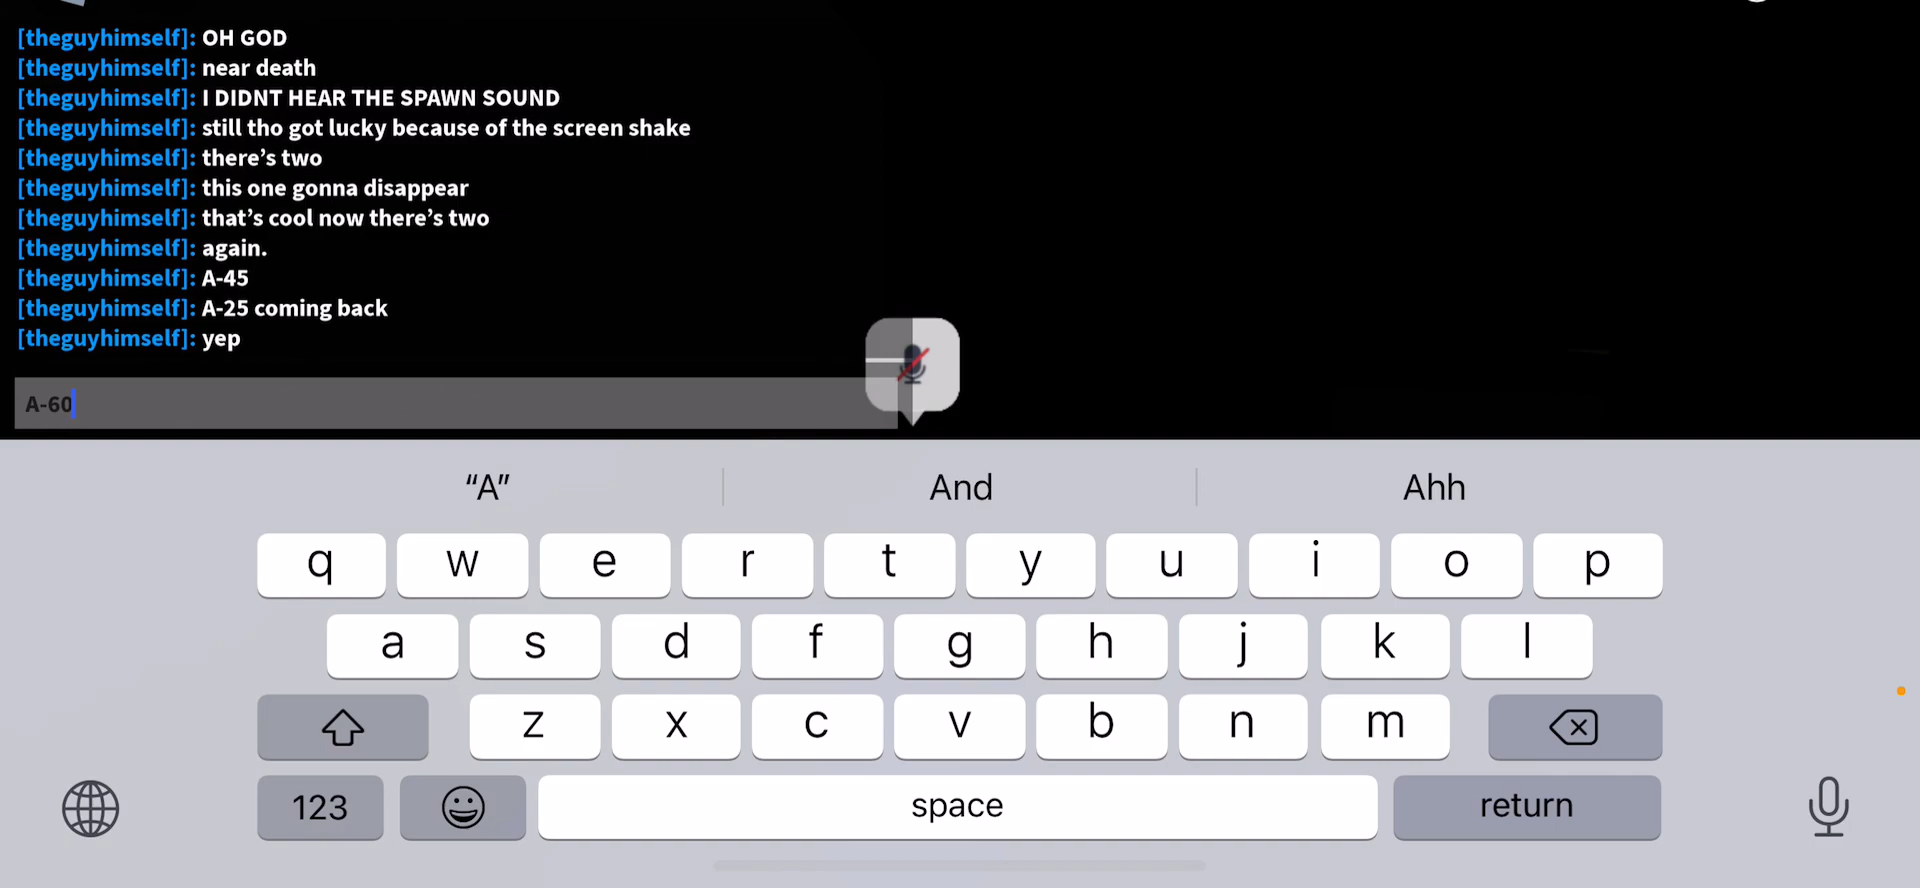 [theguyhimself]: OH GOD
[theguyhimself]: near death
[theguyhimself]: I DIDNT HEAR THE SPAWN SOUND
[theguyhimself]: still tho got lucky because of the screen shake
[theguyhimself]: there’s two
[theguyhimself]: this one gonna disappear
[theguyhimself]: that’s cool now there’s two
[theguyhimself]: again.
[theguyhimself]: A-45
[theguyhimself]: A-25 coming back
[theguyhimself]: yep
A-60
“A” And Ahh
q w e r t y u i o p
a s d f g h j k l
z x c v b n m
123 space return